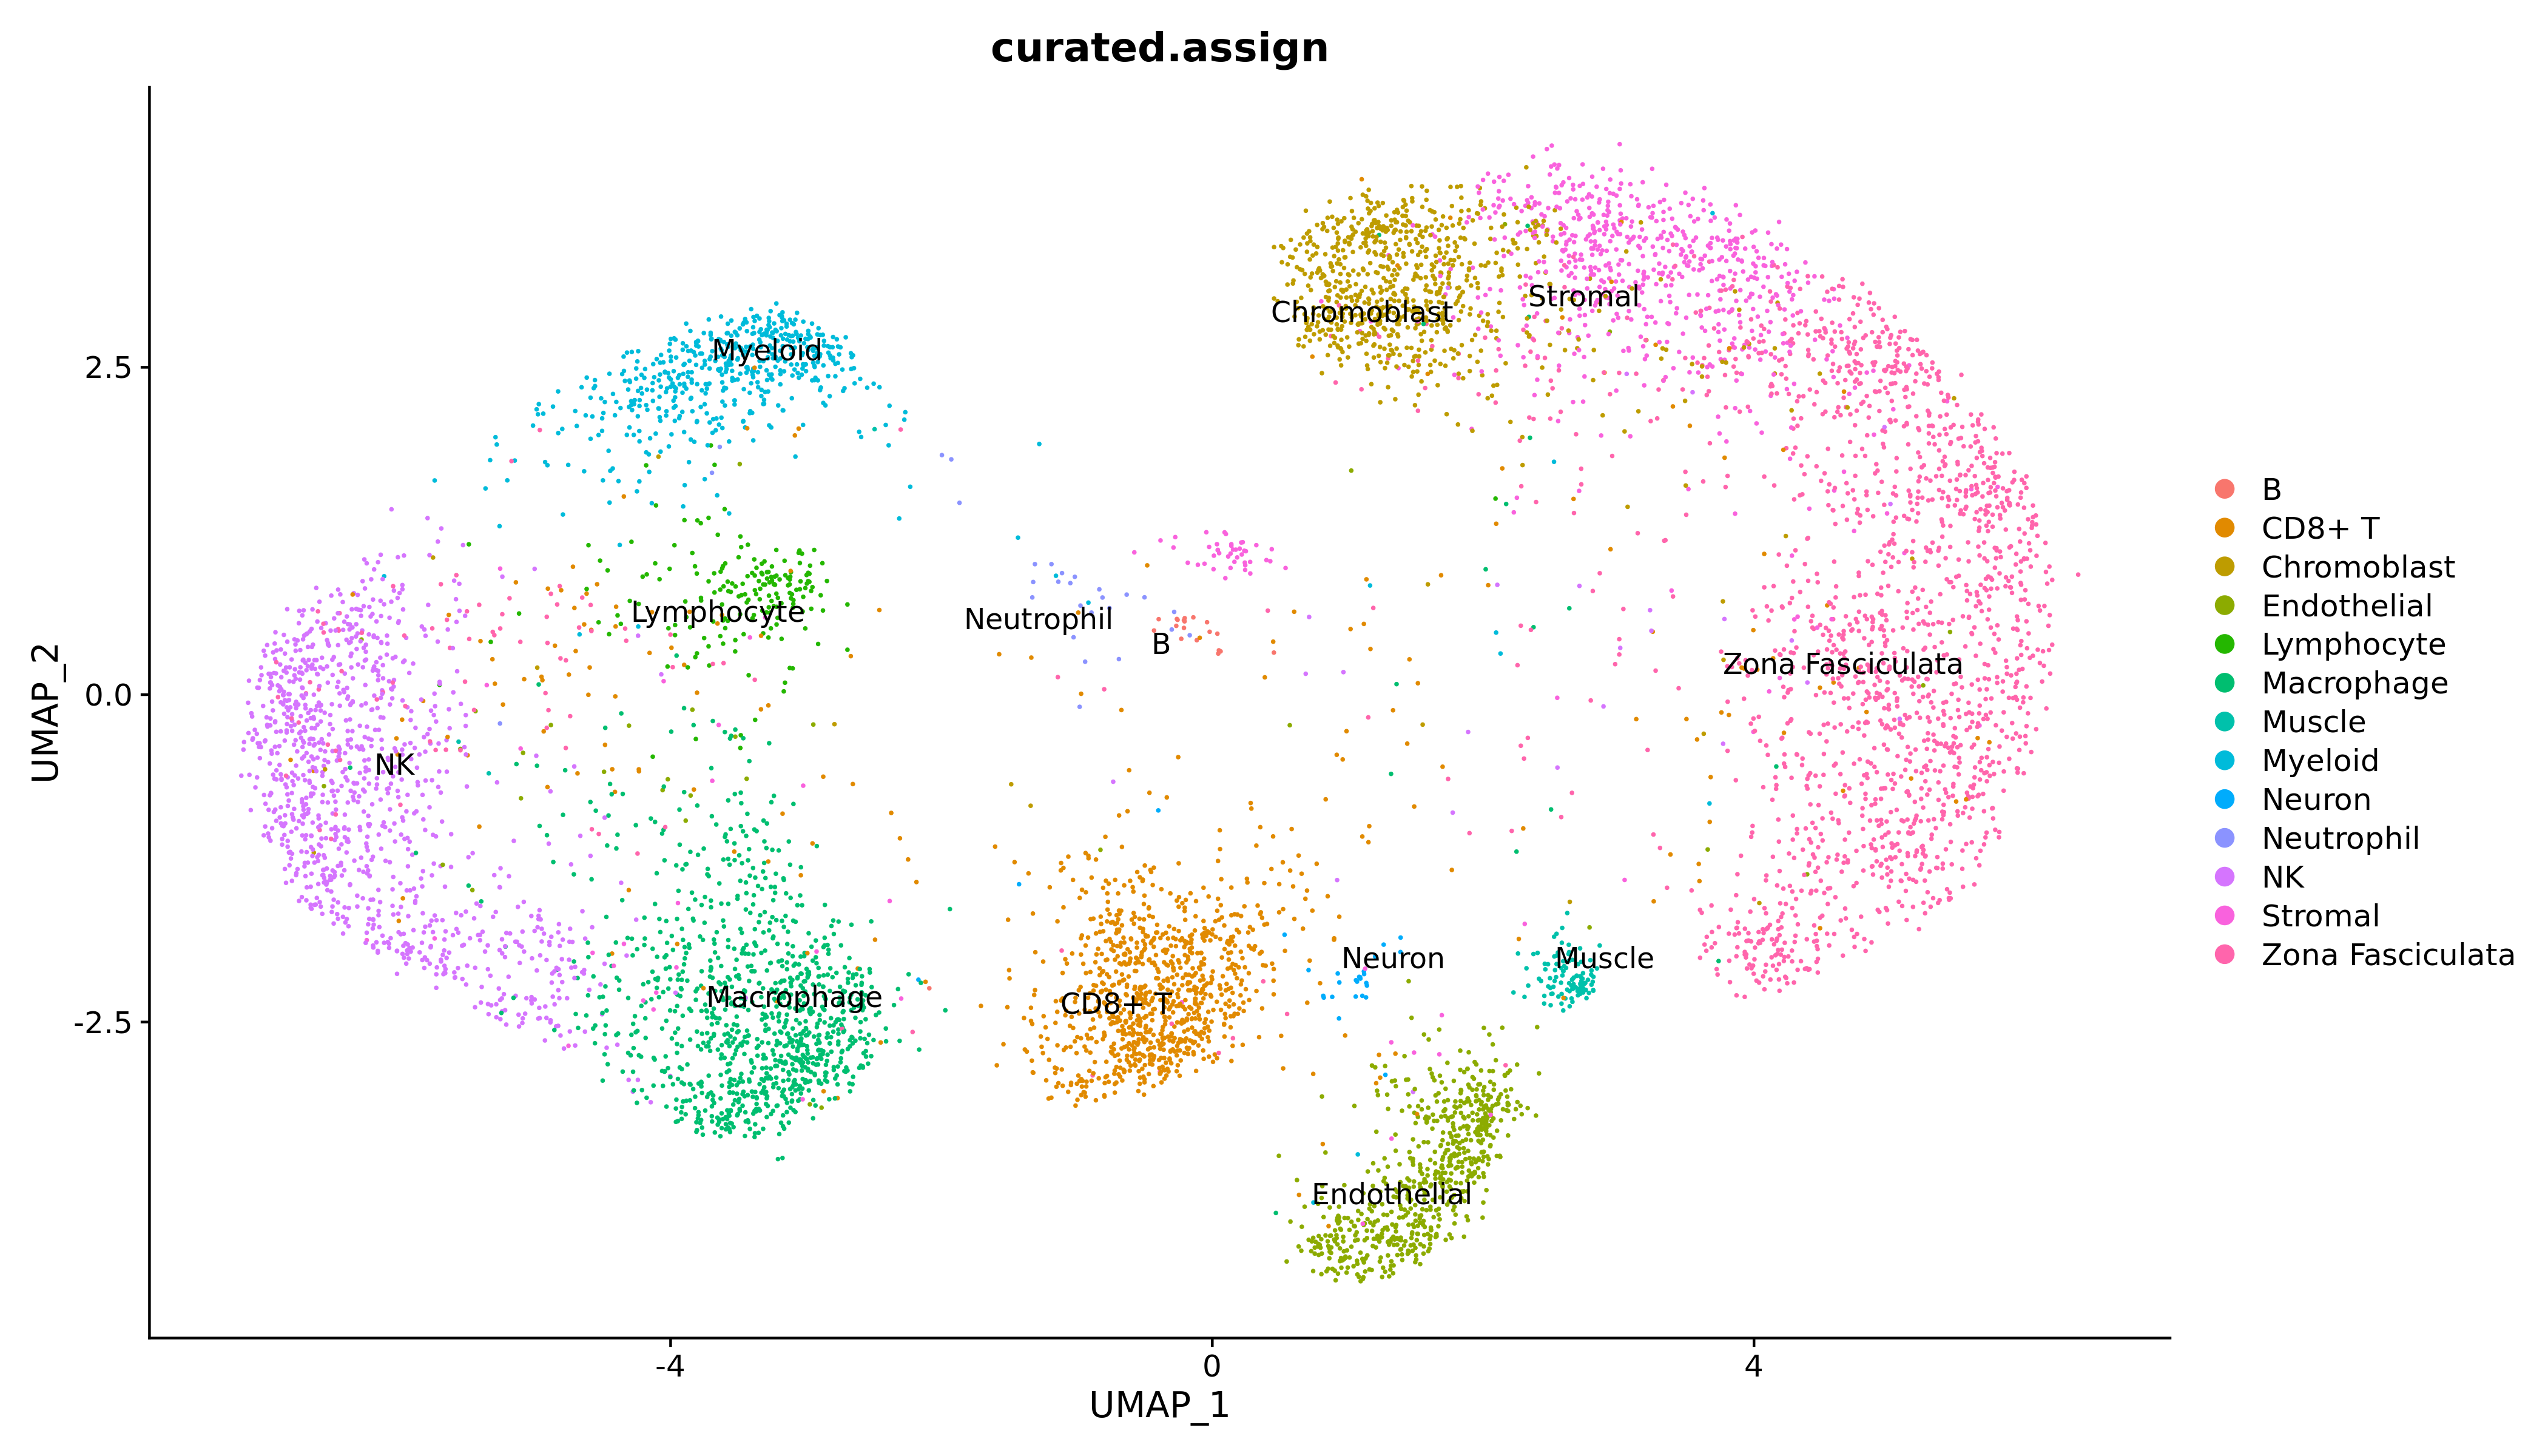 curated.assign
Stromal
Chromoblast
Myeloid
Lymphocyte
Neutrophil
B
Zona Fasciculata
NK
Neuron
Muscle
Macrophage
CD8+ T
Endothelial
UMAP_2
2.5
0.0
-2.5
-4
0
4
UMAP_1
B
CD8+ T
Chromoblast
Endothelial
Lymphocyte
Macrophage
Muscle
Myeloid
Neuron
Neutrophil
NK
Stromal
Zona Fasciculata